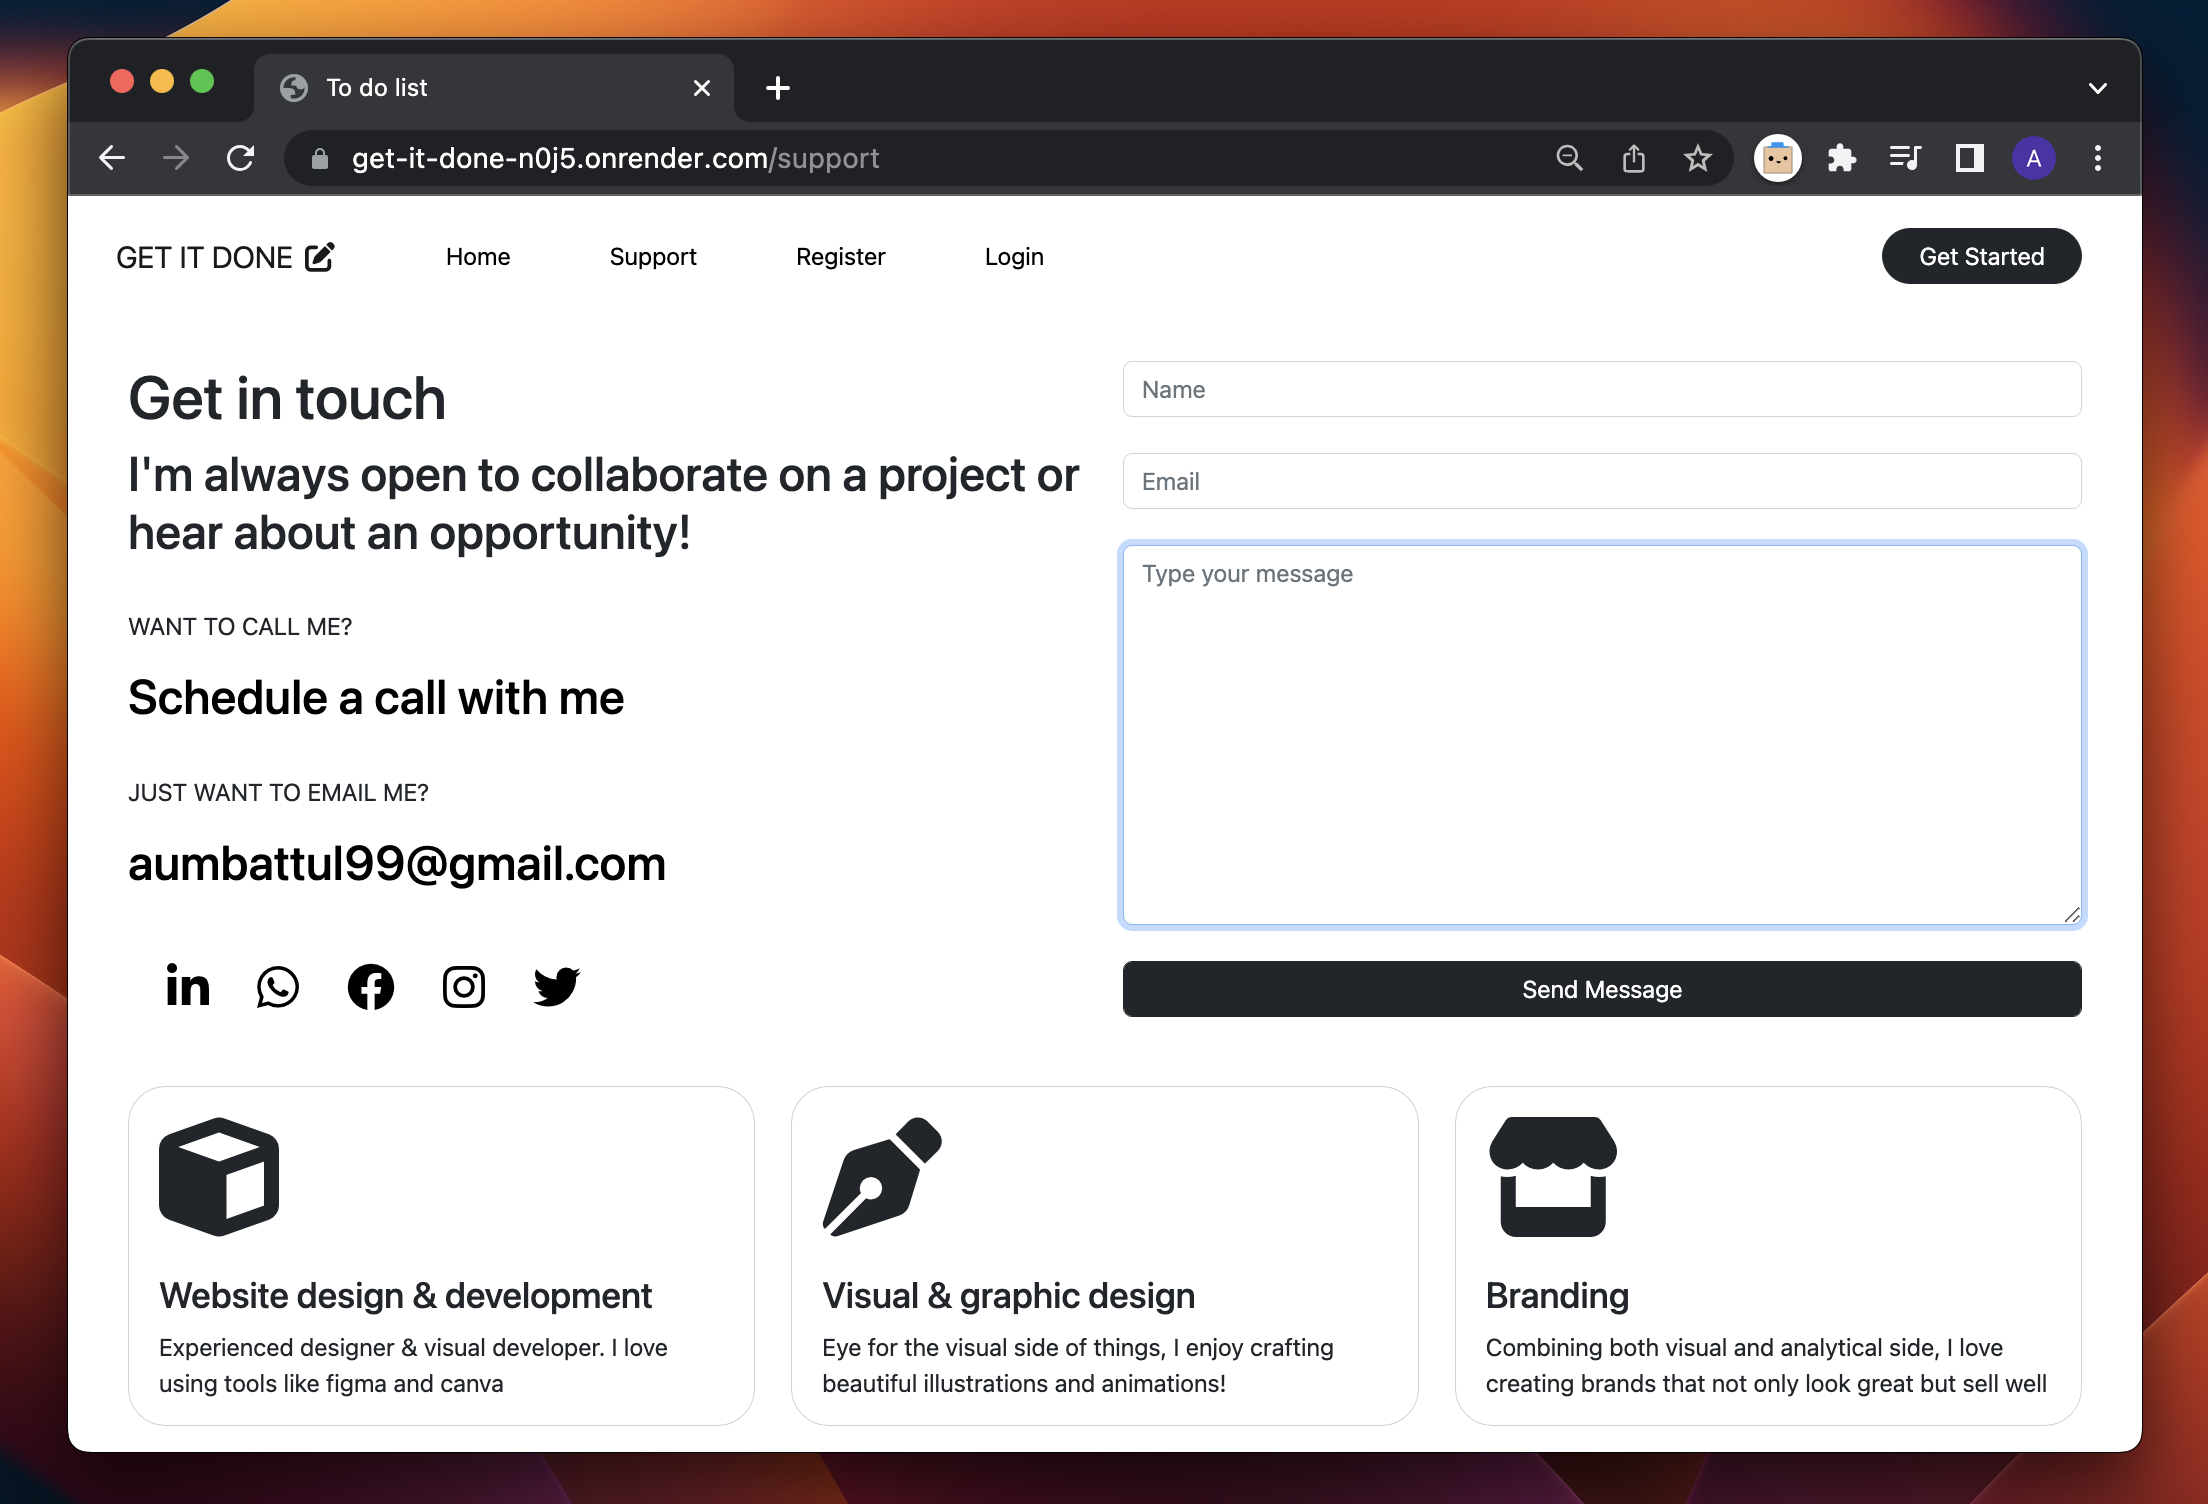 To do list
get-it-done-n0j5.onrender.com/support
A
GET IT DONE
Home
Support
Register
Login
Get Started
Get in touch
I'm always open to collaborate on a project or
hear about an opportunity!
WANT TO CALL ME?
Schedule a call with me
JUST WANT TO EMAIL ME?
aumbattul99@gmail.com
in
Name
Email
Type your message
Send Message
Website design & development
Experienced designer & visual developer. I love
using tools like figma and canva
Visual & graphic design
Eye for the visual side of things, I enjoy crafting
beautiful illustrations and animations!
Branding
Combining both visual and analytical side, I love
creating brands that not only look great but sell well